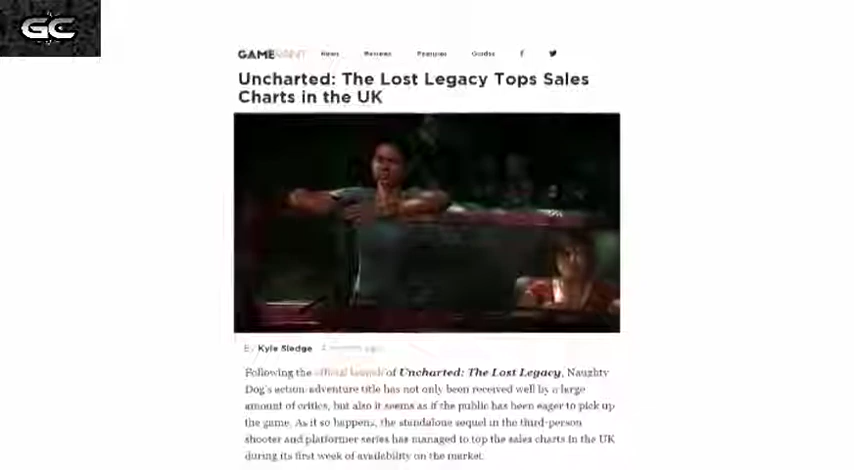 GC
GAMERANT News Reviews Features Guides
Uncharted: The Lost Legacy Tops Sales
Charts in the UK
By Kyle Sledge
Following the official launch of Uncharted: The Lost Legacy, Naughty
Dog's action-adventure title has not only been received well by a large
amount of critics, but also it seems as if the public has been eager to pick up
the game. As it so happens, the standalone sequel in the third-person
shooter and platformer series has managed to top the sales charts in the UK
during its first week of availability on the market.